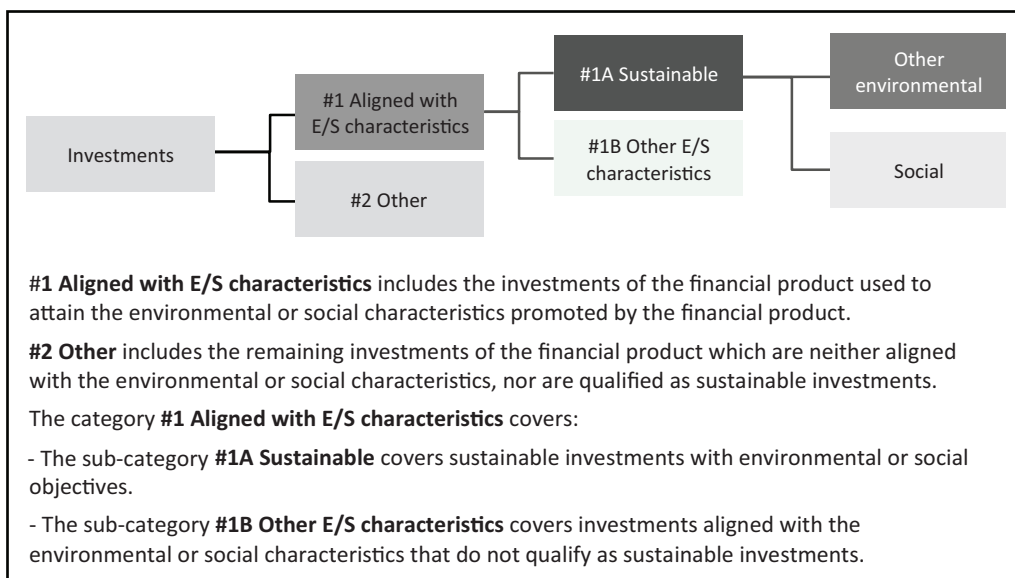 Investments
#1 Aligned with
E/S characteristics
#2 Other
#1A Sustainable
#1B Other E/S
characteristics
Other
environmental
Social
#1 Aligned with E/S characteristics includes the investments of the financial product used to
attain the environmental or social characteristics promoted by the financial product.
#2 Other includes the remaining investments of the financial product which are neither aligned
with the environmental or social characteristics, nor are qualified as sustainable investments.
The category #1 Aligned with E/S characteristics covers:
- The sub-category #1A Sustainable covers sustainable investments with environmental or social
objectives.
- The sub-category #1B Other E/S characteristics covers investments aligned with the
environmental or social characteristics that do not qualify as sustainable investments.